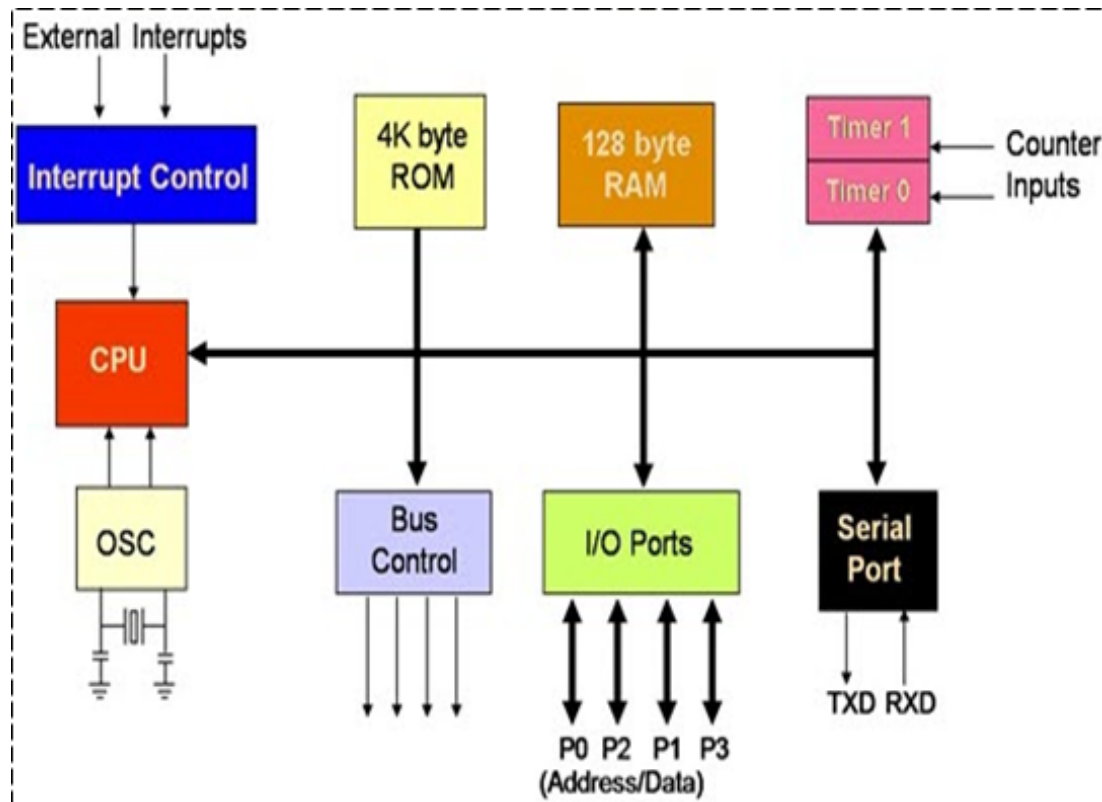 External Interrupts
Interrupt Control
4K byte
ROM
128 byte
RAM
Timer 1
Timer 0
Counter
Inputs
CPU
OSC
Bus
Control
I/O Ports
Serial
Port
P0 P2 P1 P3
(Address/Data)
TXD RXD